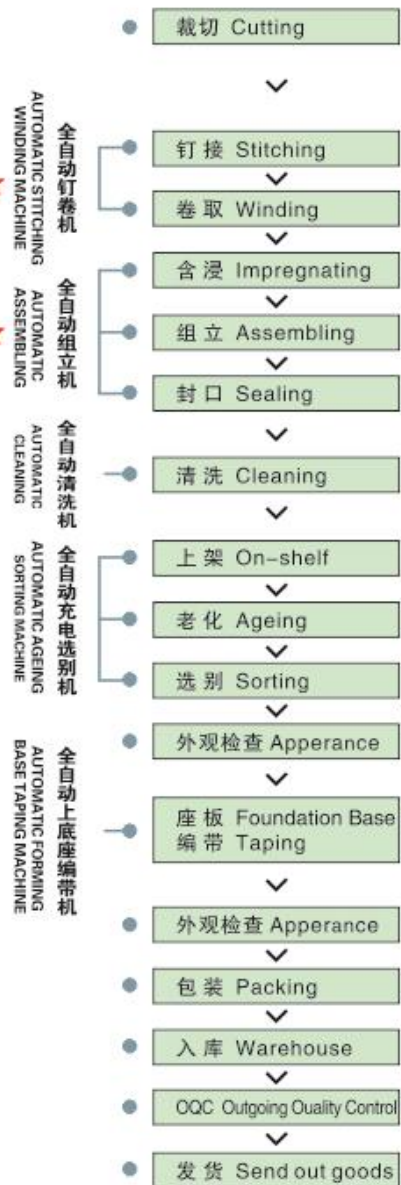 裁切 Cutting
全自动钉卷机
AUTOMATIC STITCHING
WINDING MACHINE
钉接 Stitching
卷取 Winding
全自动组立机
AUTOMATIC
ASSEMBLING
含浸 Impregnating
组立 Assembling
封口 Sealing
全自动清洗机
AUTOMATIC
CLEANING
清洗 Cleaning
全自动充电选别机
AUTOMATIC AGEING
SORTING MACHINE
上架 On-shelf
老化 Ageing
选别 Sorting
外观检查 Apperance
全自动上底座编带机
AUTOMATIC FORMING
BASE TAPING MACHINE
座板 Foundation Base
编带 Taping
外观检查 Apperance
包装 Packing
入库 Warehouse
OQC Outgoing Ouality Control
发货 Send out goods